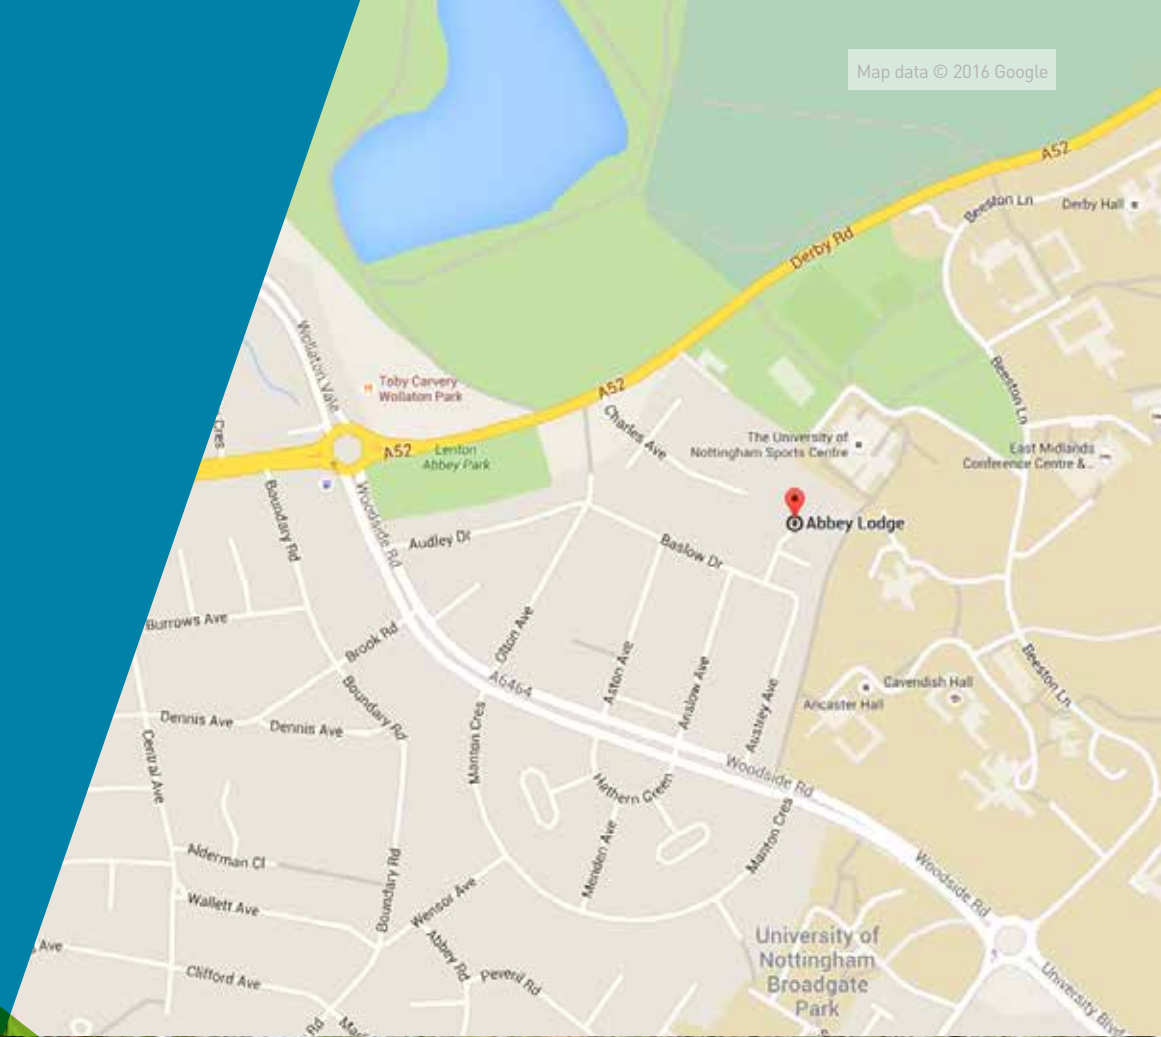 Map data © 2016 Google
A52
Beeston Ln
Derby Hall
Derby Rd
Wollaton Vale
Toby Carvery
Wollaton Park
A52
Beeston Ln
Charles Ave
Cres
A52
Lenton
Abbey Park
The University of
Nottingham Sports Centre
East Midlands
Conference Centre &..
Boundary Rd
Woodside Rd
Abbey Lodge
Audley Dr
Baslow Dr
Burrows Ave
Brook Rd
Olton Ave
Aston Ave
Anslow Ave
Austrey Ave
Beeston Ln
Cavendish Hall
Ancaster Hall
A6464
Boundary Rd
Dennis Ave
Dennis Ave
Manton Cres
Central Ave
Woodside Rd
Hathern Green
Manton Cres
Menden Ave
Alderman Cl
Boundary Rd
Wensor Ave
Woodside Rd
Wallett Ave
Abbey Rd
University of
Nottingham
Broadgate
Park
Ave
Clifford Ave
Peveril Rd
University Blvd
Rd